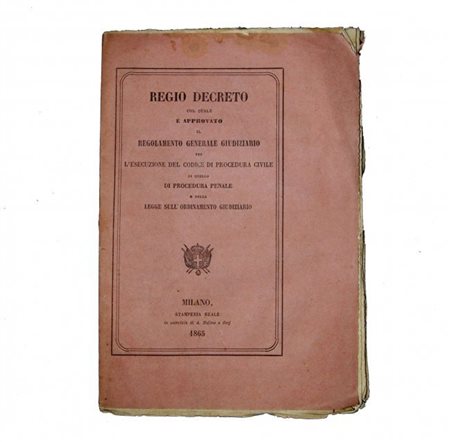 REGIO DECRETO
COL QUALE
È APPROVATO
IL
REGOLAMENTO GENERALE GIUDIZIARIO
PER
L'ESECUZIONE DEL CODICE DI PROCEDURA CIVILE
DI QUELLO
DI PROCEDURA PENALE
E DELLA
LEGGE SULL'ORDINAMENTO GIUDIZIARIO
MILANO,
STAMPERIA REALE
1865